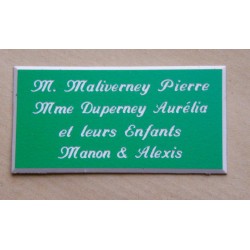 M. Maliverney Pierre
Mme Duperney Aurélia
et leurs Enfants
Manon & Alexis